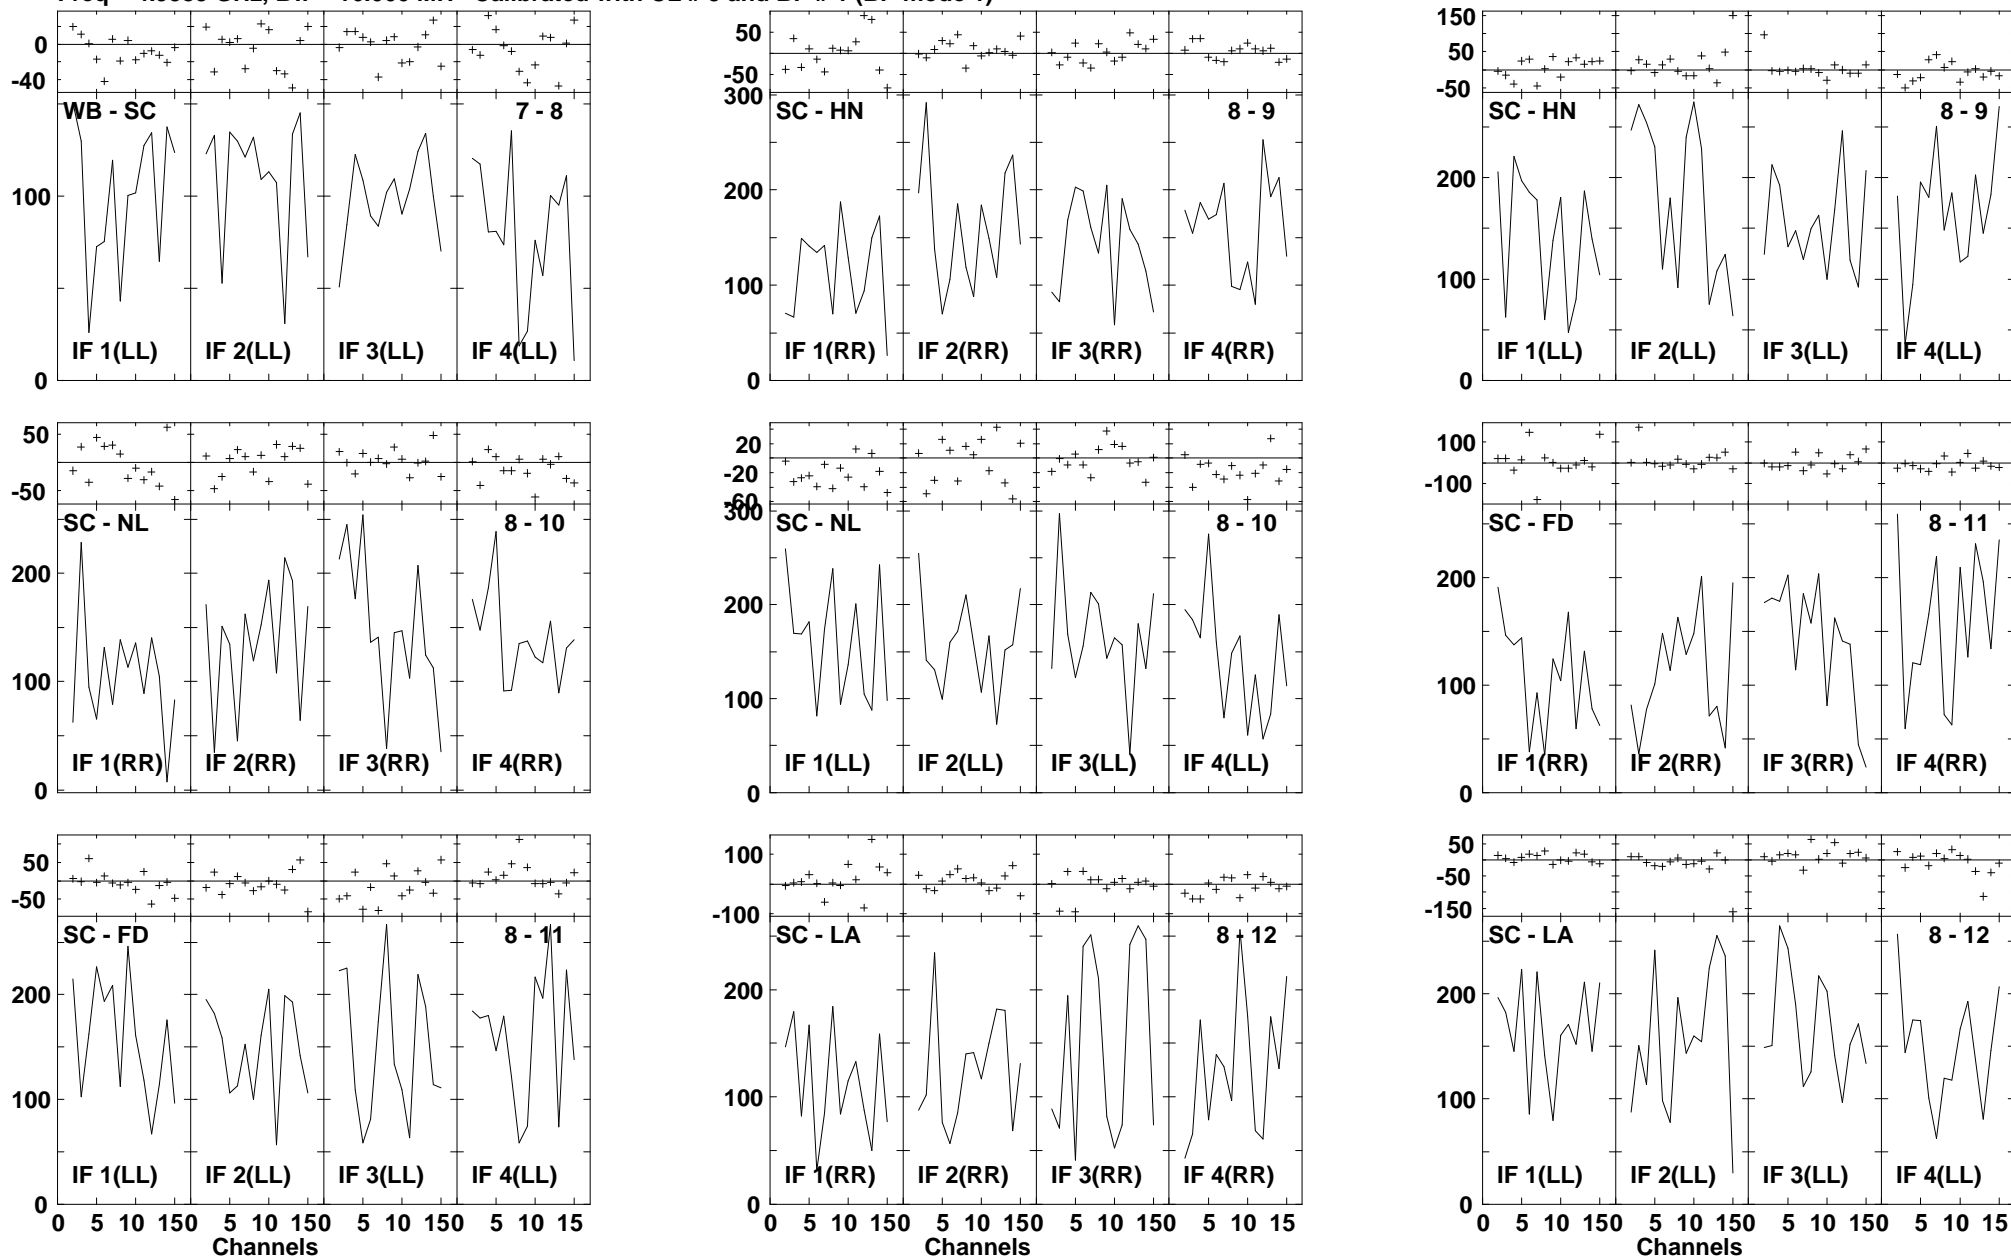 0
-40
WB - SC
7 - 8
100
0
IF 1(LL)
IF 2(LL)
IF 3(LL)
IF 4(LL)
50
-50
300
SC - HN
8 - 9
200
100
0
IF 1(RR)
IF 2(RR)
IF 3(RR)
IF 4(RR)
150
50
-50
SC - HN
8 - 9
200
100
0
IF 1(LL)
IF 2(LL)
IF 3(LL)
IF 4(LL)
50
-50
SC - NL
8 - 10
200
100
0
IF 1(RR)
IF 2(RR)
IF 3(RR)
IF 4(RR)
20
-20
-60
300
SC - NL
8 - 10
200
100
0
IF 1(LL)
IF 2(LL)
IF 3(LL)
IF 4(LL)
100
-100
SC - FD
8 - 11
200
100
0
IF 1(RR)
IF 2(RR)
IF 3(RR)
IF 4(RR)
50
-50
SC - FD
8 - 11
200
100
0
IF 1(LL)
IF 2(LL)
IF 3(LL)
IF 4(LL)
0 5 10 150 5 10 150 5 10 150 5 10 15
Channels
100
-100
SC - LA
8 - 12
200
100
0
IF 1(RR)
IF 2(RR)
IF 3(RR)
IF 4(RR)
0 5 10 150 5 10 150 5 10 150 5 10 15
Channels
50
-50
-150
SC - LA
8 - 12
200
100
0
IF 1(LL)
IF 2(LL)
IF 3(LL)
IF 4(LL)
0 5 10 150 5 10 150 5 10 150 5 10 15
Channels